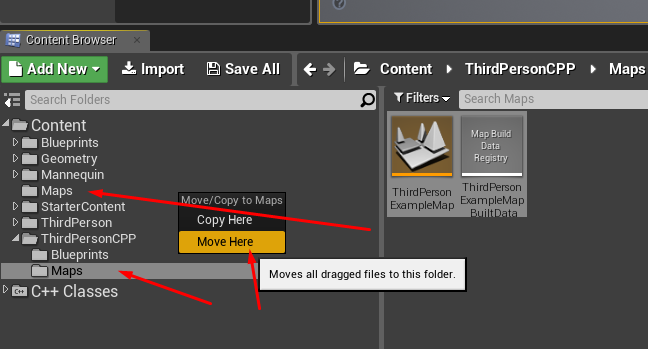 Content Browser
Add New
Import
Save All
Content
ThirdPersonCPP
Maps
Search Folders
Filters
Search Maps
Content
Blueprints
Geometry
Mannequin
Maps
StarterContent
ThirdPerson
ThirdPersonCPP
Blueprints
Maps
C++ Classes
C++
Move/Copy to Maps
Copy Here
Move Here
Moves all dragged files to this folder.
ThirdPerson
ExampleMap
Map Build
Data
Registry
ThirdPerson
ExampleMap
BuiltData